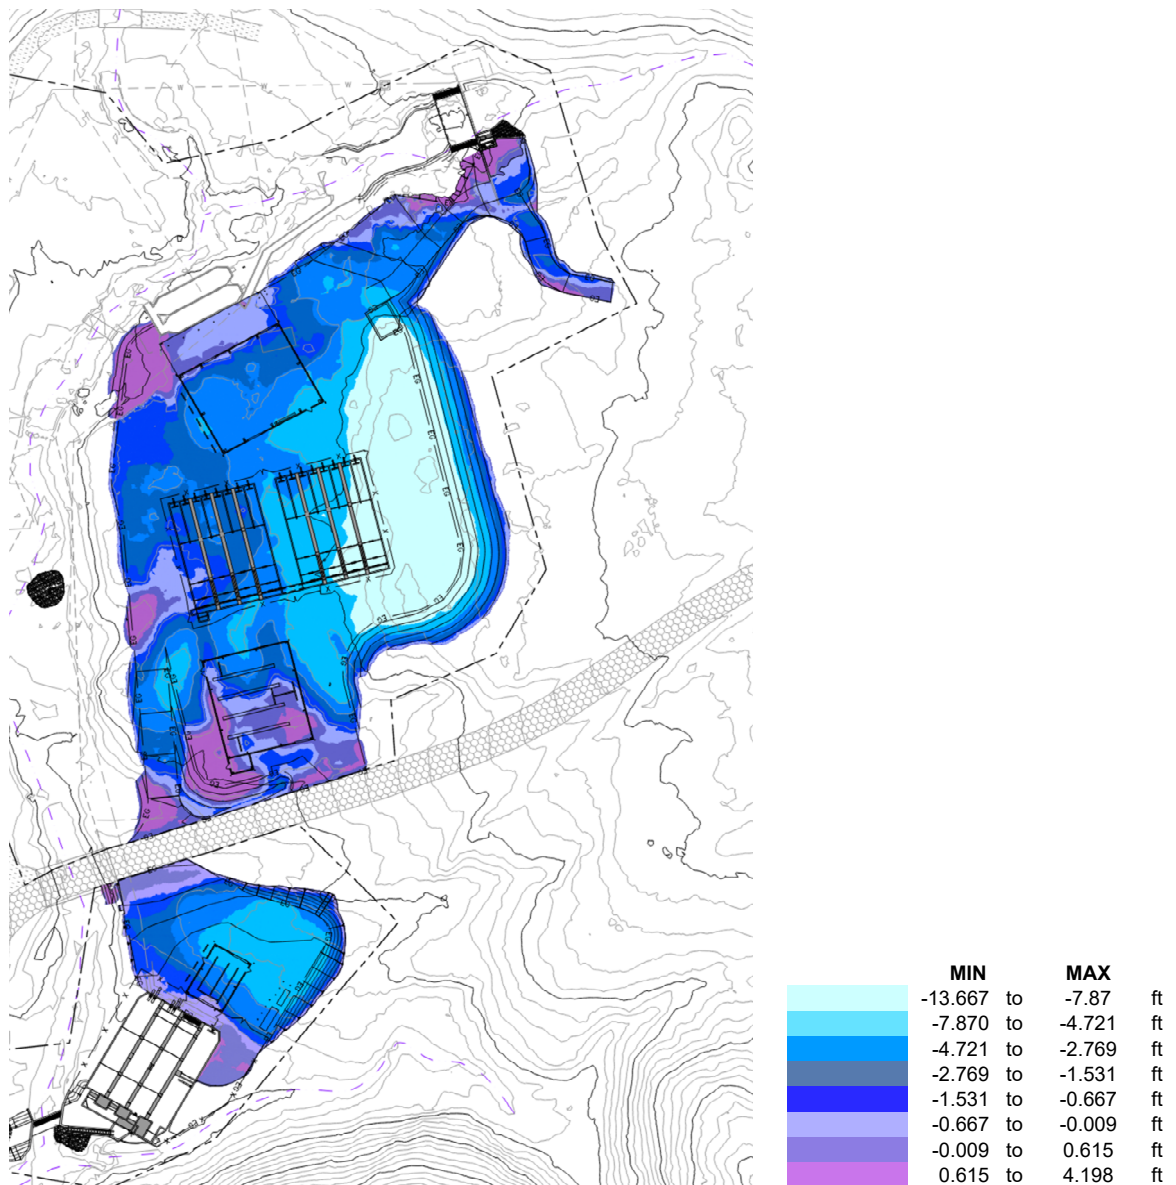 W W W
MIN MAX
-13.667 to -7.87 ft
-7.870 to -4.721 ft
-4.721 to -2.769 ft
-2.769 to -1.531 ft
-1.531 to -0.667 ft
-0.667 to -0.009 ft
-0.009 to 0.615 ft
0.615 to 4.198 ft